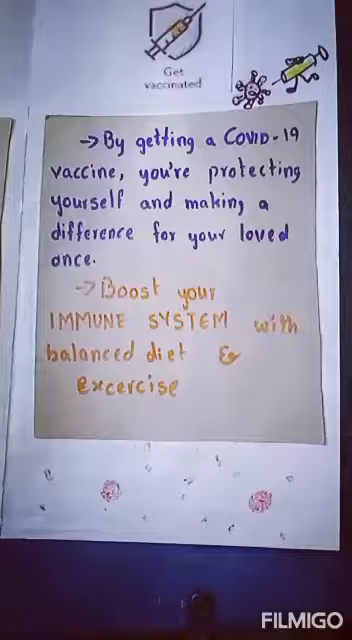 Get
vaccinated
→ By getting a COVID-19
vaccine, you're protecting
yourself and making a
difference for your loved
once.
→ Boost your
IMMUNE SYSTEM with
balanced diet &
excercise
FILMIGO